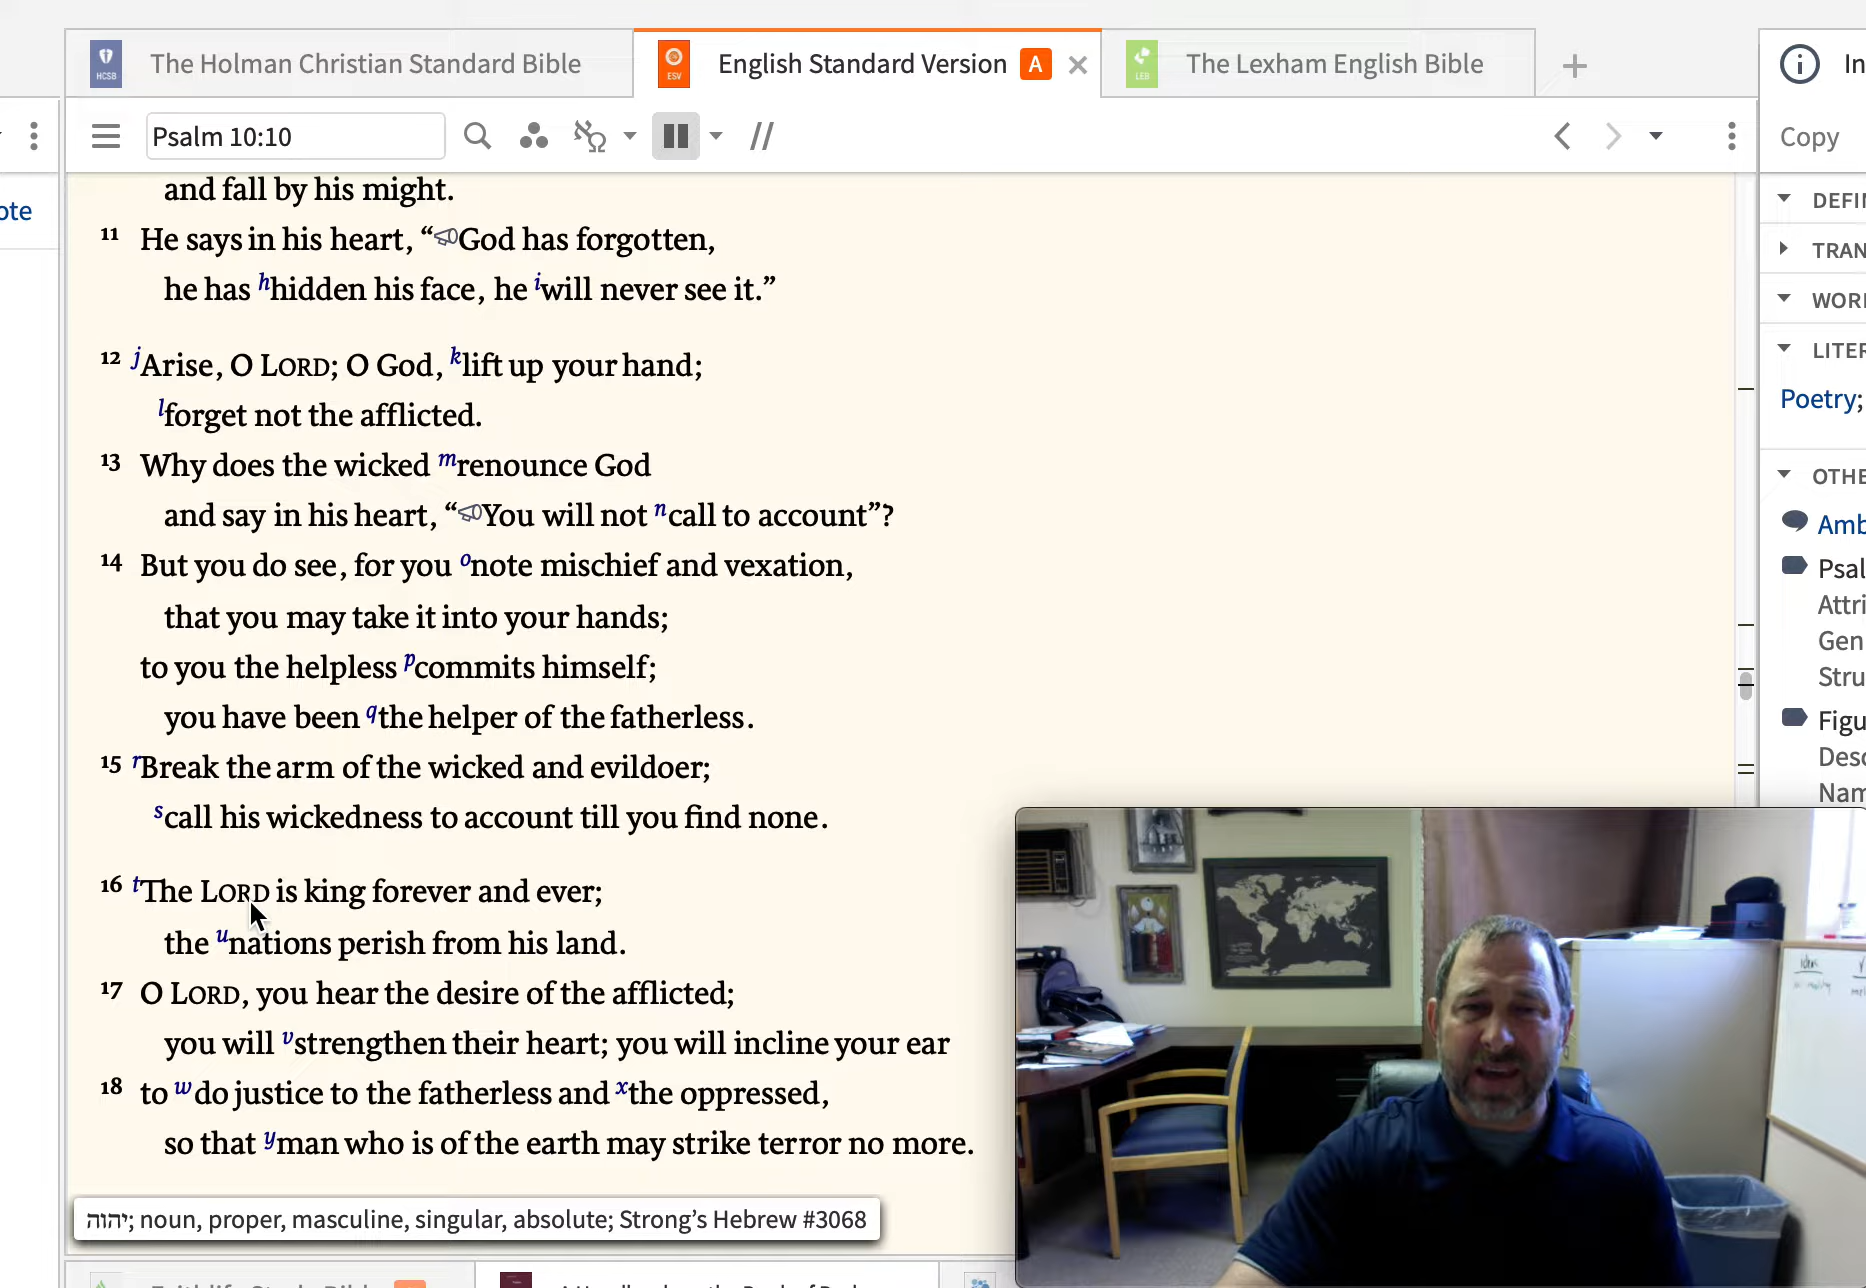 The Holman Christian Standard Bible
HCSB
English Standard Version A
ESV
The Lexham English Bible
LEB
In
Psalm 10:10
Copy
ote
and fall by his might.
11 He says in his heart, “God has forgotten,
he has hhidden his face, he iwill never see it.”
12 jArise, O LORD; O God, klift up your hand;
lforget not the afflicted.
13 Why does the wicked mrenounce God
and say in his heart, “You will not ncall to account”?
14 But you do see, for you onote mischief and vexation,
that you may take it into your hands;
to you the helpless pcommits himself;
you have been qthe helper of the fatherless.
15 rBreak the arm of the wicked and evildoer;
scall his wickedness to account till you find none.
16 tThe LORD is king forever and ever;
the unations perish from his land.
17 O LORD, you hear the desire of the afflicted;
you will vstrengthen their heart; you will incline your ear
18 to wdo justice to the fatherless and xthe oppressed,
so that yman who is of the earth may strike terror no more.
יהוה; noun, proper, masculine, singular, absolute; Strong’s Hebrew #3068
DEFIN
TRAN
WOR
LITER
Poetry;
OTHE
Amb
Psal
Attri
Gen
Stru
Figu
Desc
Nam
ideas